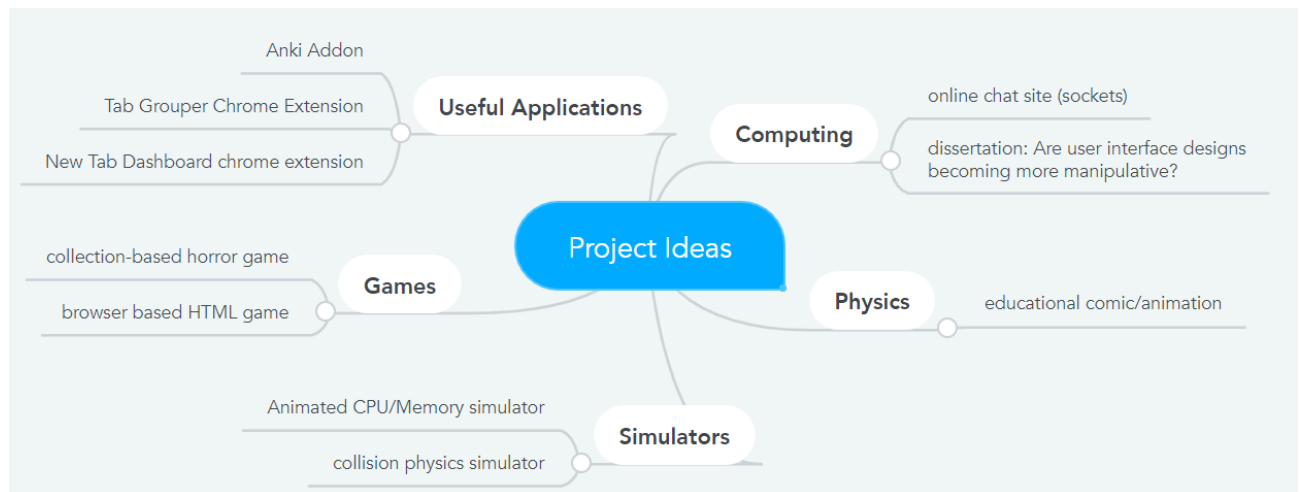 Project Ideas
Useful Applications
Anki Addon
Tab Grouper Chrome Extension
New Tab Dashboard chrome extension
Games
collection-based horror game
browser based HTML game
Simulators
Animated CPU/Memory simulator
collision physics simulator
Computing
online chat site (sockets)
dissertation: Are user interface designs
becoming more manipulative?
Physics
educational comic/animation